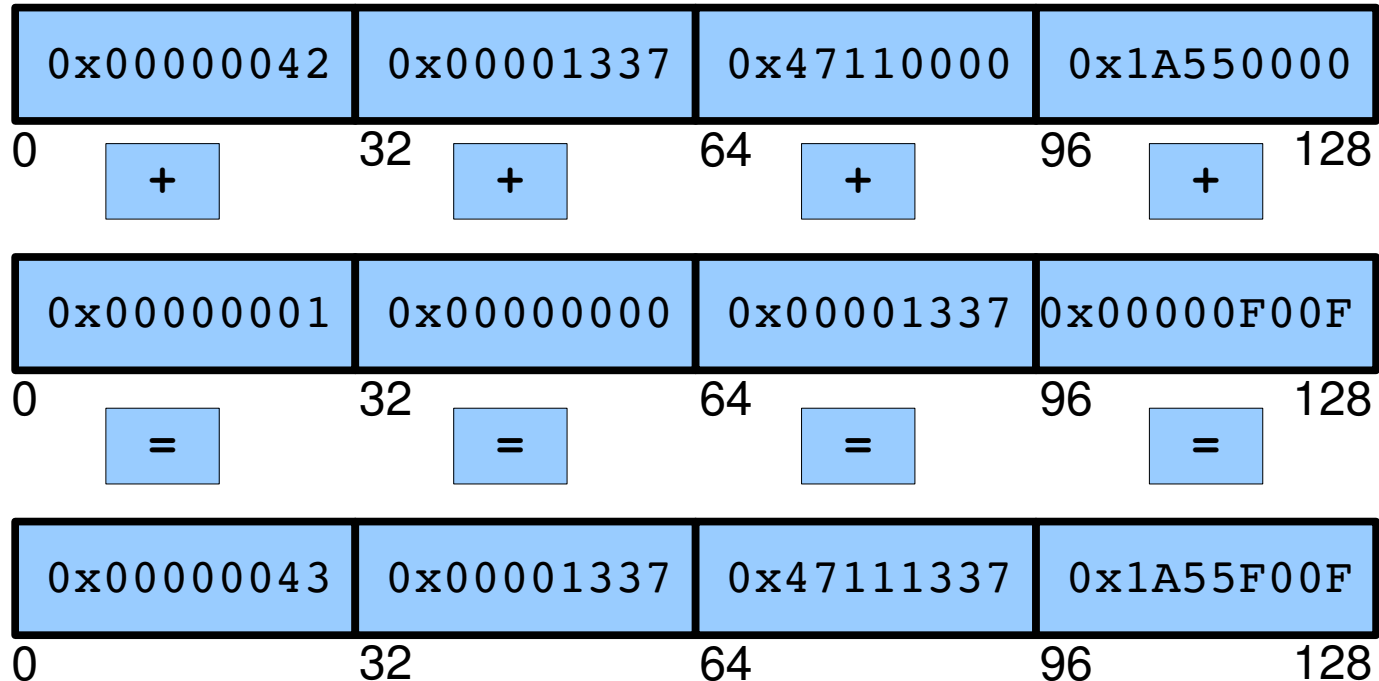 0x00000042 0x00001337 0x47110000 0x1A550000
0 32 64 96 128
+ + + +
0x00000001 0x00000000 0x00001337 0x00000F00F
0 32 64 96 128
= = = =
0x00000043 0x00001337 0x47111337 0x1A55F00F
0 32 64 96 128